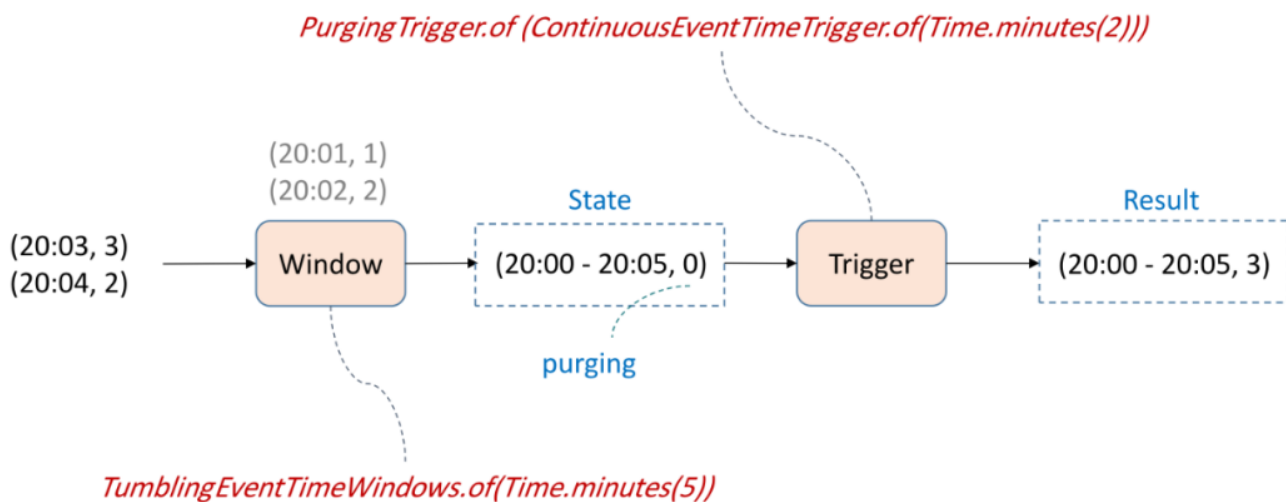 PurgingTrigger.of (ContinuousEventTimeTrigger.of(Time.minutes(2)))
(20:01, 1)
(20:02, 2)
State
Result
(20:03, 3)
(20:04, 2)
Window
(20:00 - 20:05, 0)
Trigger
(20:00 - 20:05, 3)
purging
TumblingEventTimeWindows.of(Time.minutes(5))